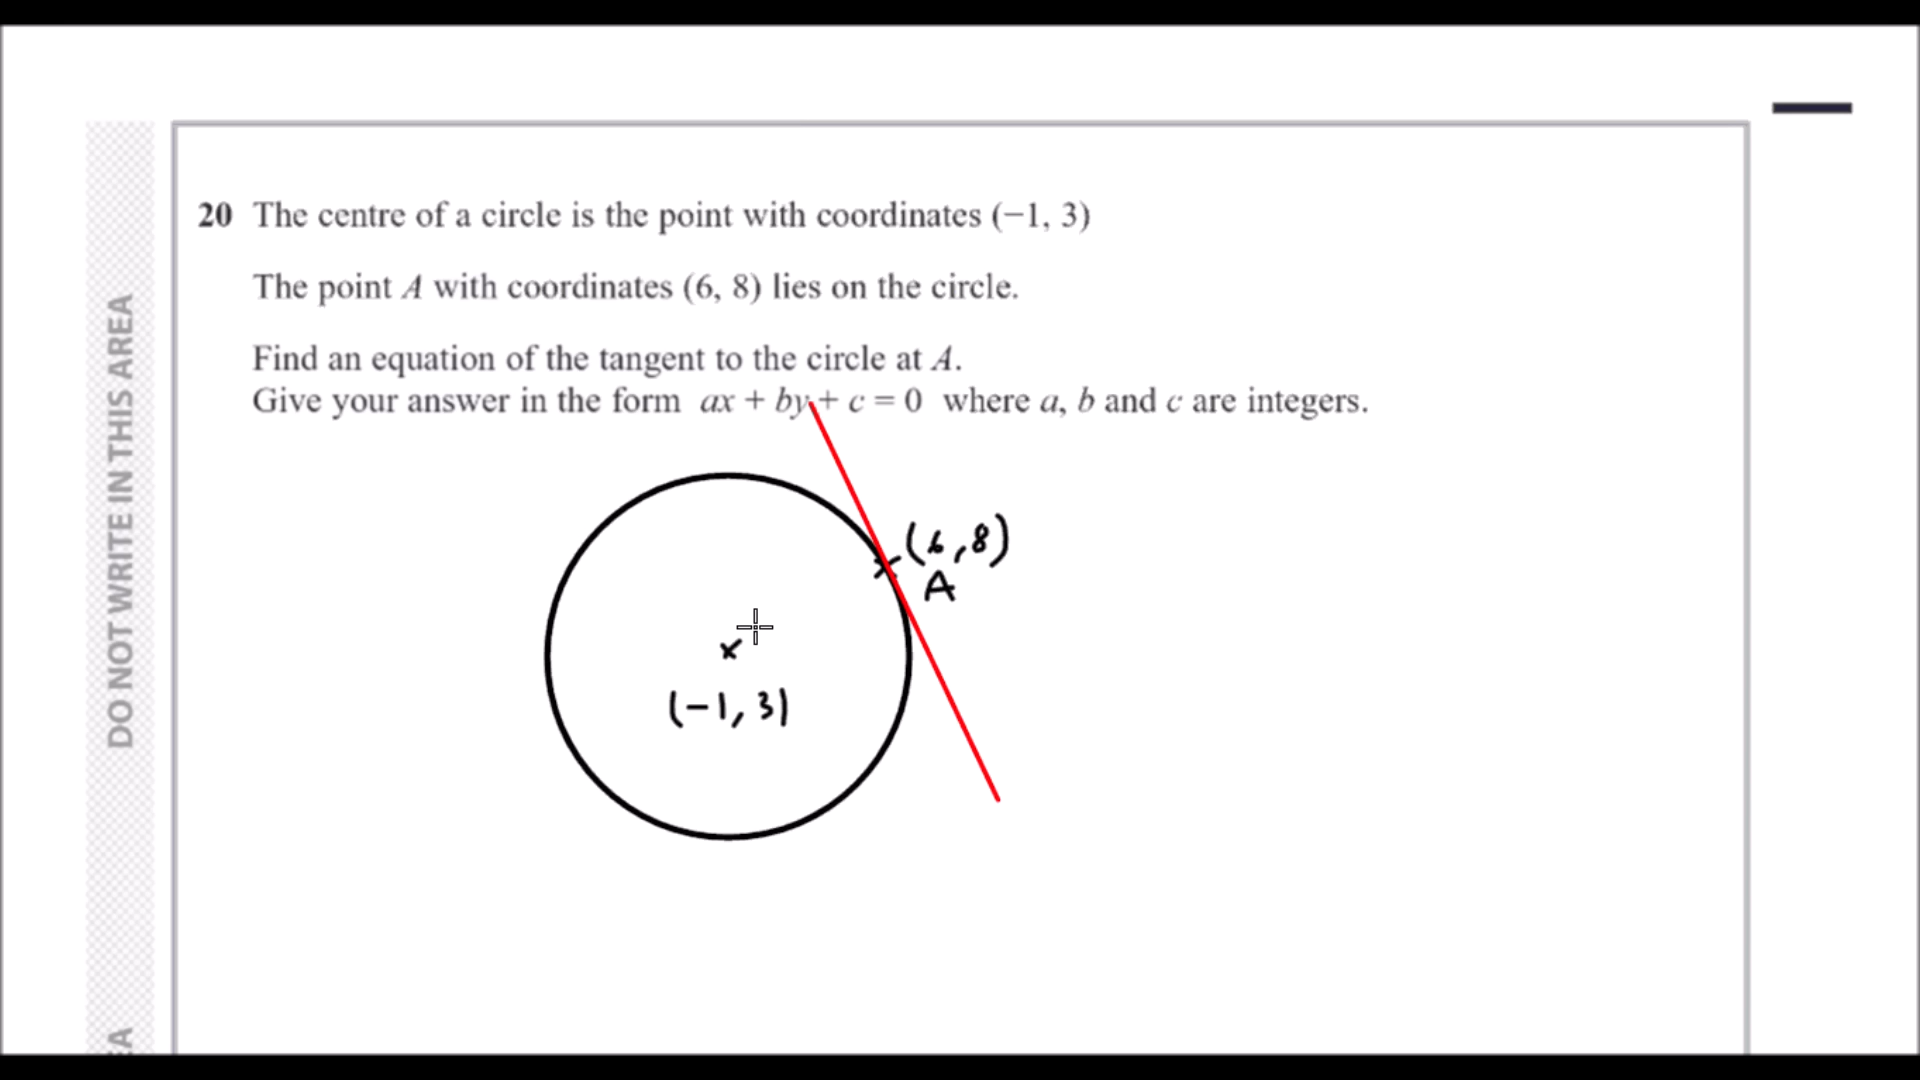 20 The centre of a circle is the point with coordinates (−1, 3)
The point A with coordinates (6, 8) lies on the circle.
Find an equation of the tangent to the circle at A.
Give your answer in the form ax + by + c = 0 where a, b and c are integers.
(6,8)
A
(-1, 3)
DO NOT WRITE IN THIS AREA
EA